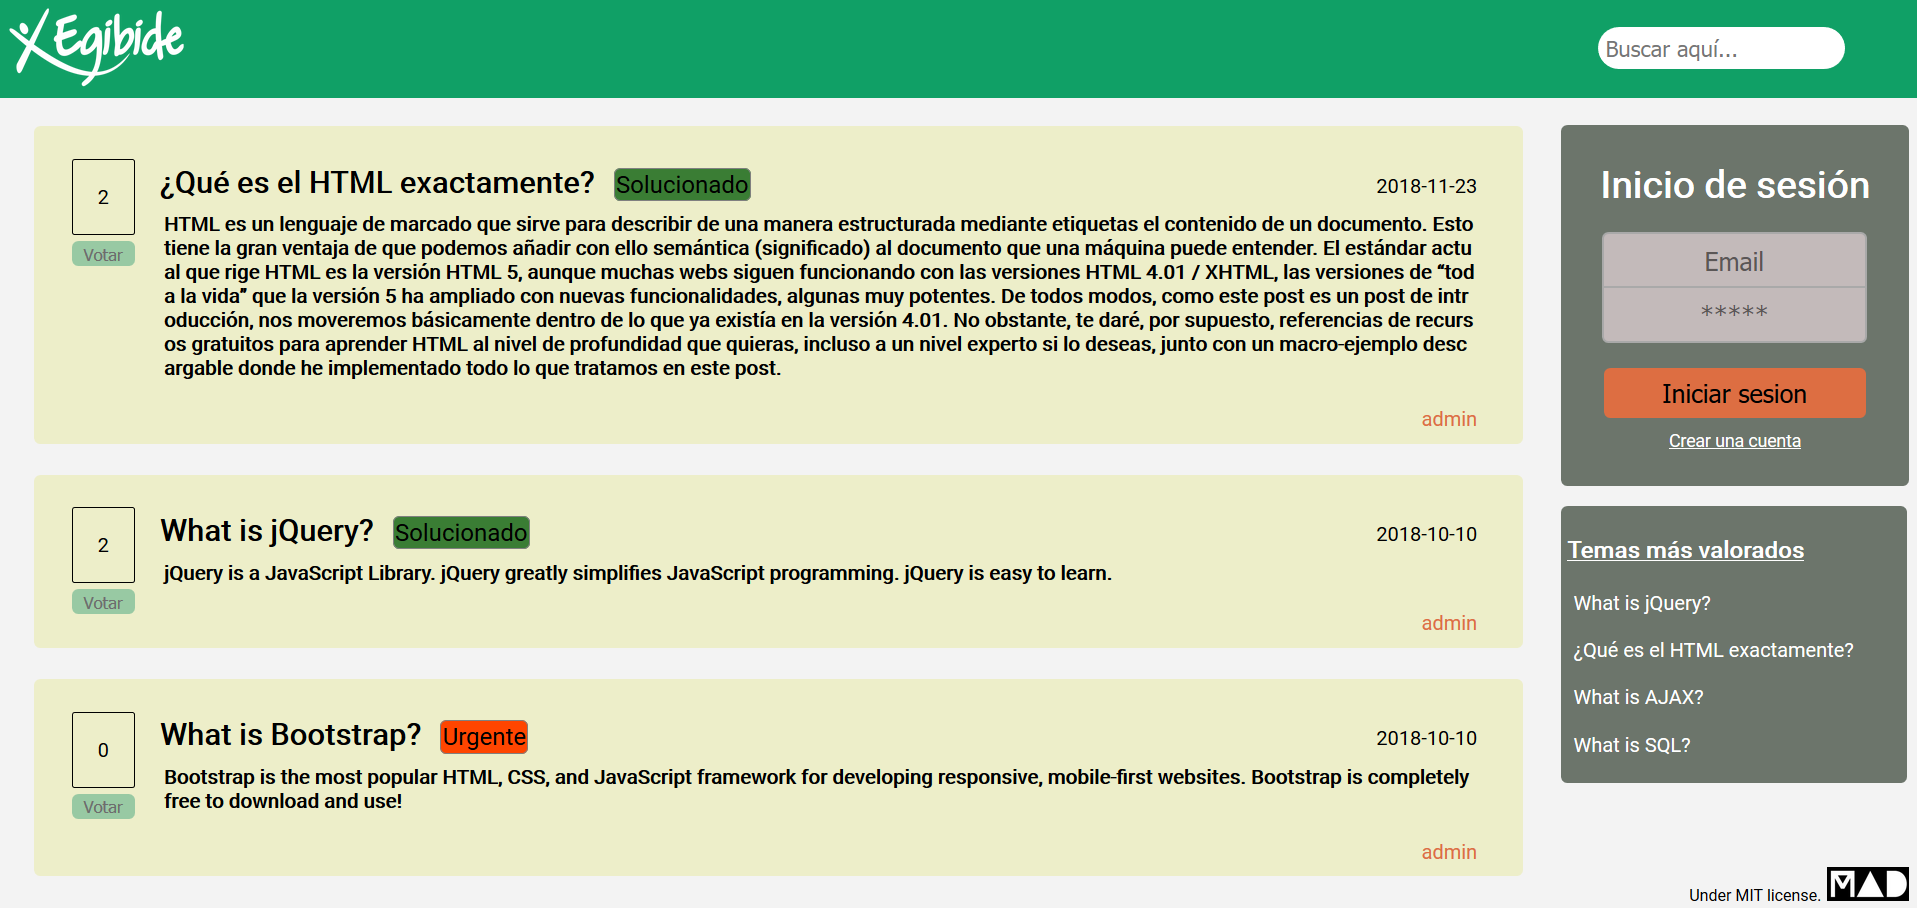 Egibide
Buscar aquí...
2
¿Qué es el HTML exactamente?
Solucionado
2018-11-23
Votar
HTML es un lenguaje de marcado que sirve para describir de una manera estructurada mediante etiquetas el contenido de un documento. Esto
tiene la gran ventaja de que podemos añadir con ello semántica (significado) al documento que una máquina puede entender. El estándar actu
al que rige HTML es la versión HTML 5, aunque muchas webs siguen funcionando con las versiones HTML 4.01 / XHTML, las versiones de “tod
a la vida” que la versión 5 ha ampliado con nuevas funcionalidades, algunas muy potentes. De todos modos, como este post es un post de intr
oducción, nos moveremos básicamente dentro de lo que ya existía en la versión 4.01. No obstante, te daré, por supuesto, referencias de recurs
os gratuitos para aprender HTML al nivel de profundidad que quieras, incluso a un nivel experto si lo deseas, junto con un macro-ejemplo desc
argable donde he implementado todo lo que tratamos en este post.
admin
2
What is jQuery?
Solucionado
2018-10-10
Votar
jQuery is a JavaScript Library. jQuery greatly simplifies JavaScript programming. jQuery is easy to learn.
admin
0
What is Bootstrap?
Urgente
2018-10-10
Votar
Bootstrap is the most popular HTML, CSS, and JavaScript framework for developing responsive, mobile-first websites. Bootstrap is completely
free to download and use!
admin
Inicio de sesión
Email
*****
Iniciar sesion
Crear una cuenta
Temas más valorados
What is jQuery?
¿Qué es el HTML exactamente?
What is AJAX?
What is SQL?
Under MIT license.
MAD